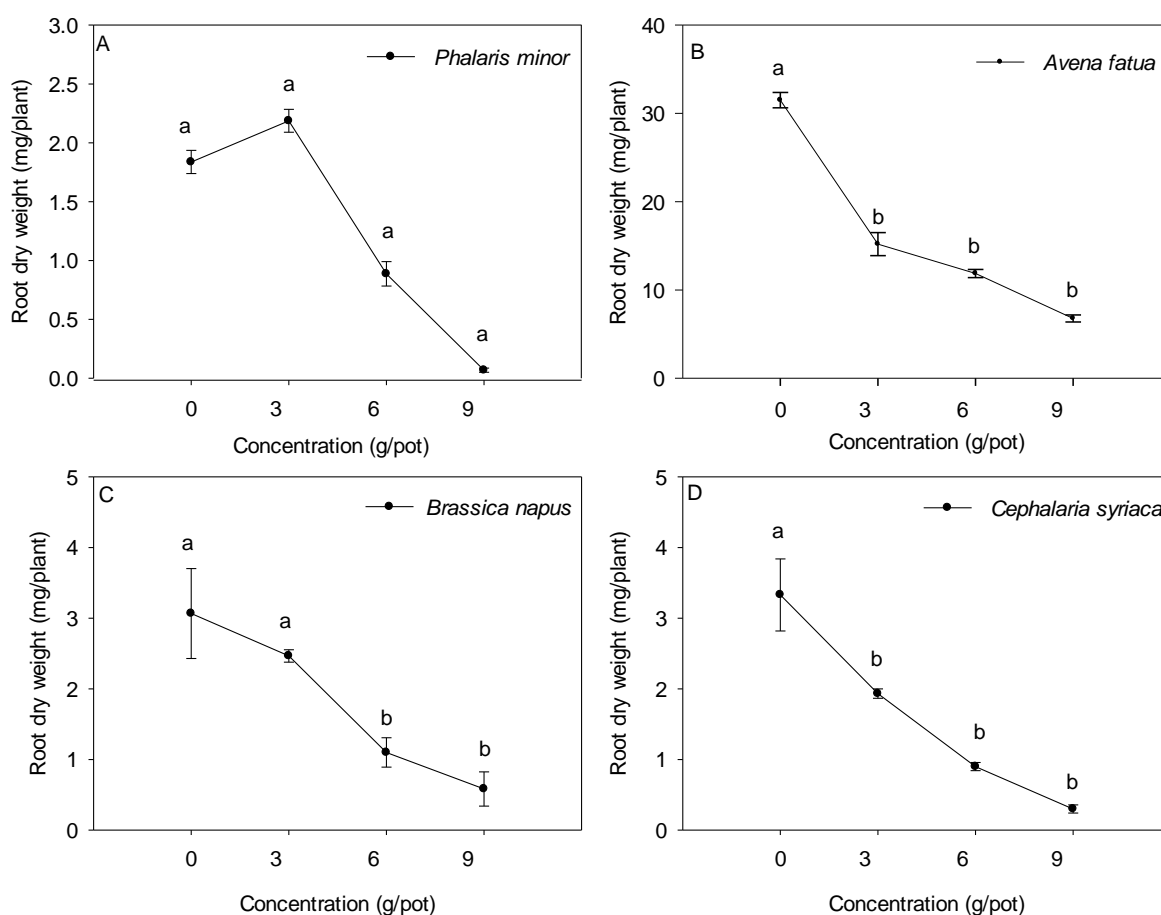 A
Phalaris minor
Root dry weight (mg/plant)
3.0
2.5
2.0
1.5
1.0
0.5
0.0
a
a
a
a
0 3 6 9
Concentration (g/pot)
B
Avena fatua
Root dry weight (mg/plant)
40
30
20
10
0
a
b
b
b
0 3 6 9
Concentration (g/pot)
C
Brassica napus
Root dry weight (mg/plant)
5
4
3
2
1
0
a
a
b
b
0 3 6 9
Concentration (g/pot)
D
Cephalaria syriaca
Root dry weight (mg/plant)
5
4
3
2
1
0
a
b
b
b
0 3 6 9
Concentration (g/pot)